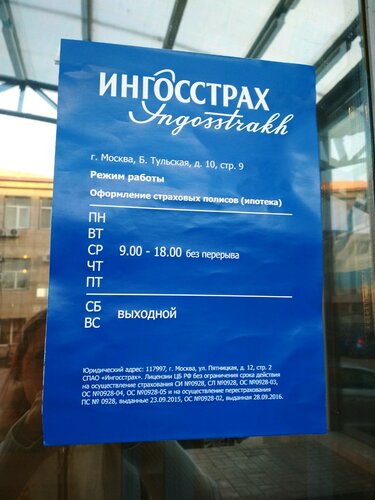 ИНГОССТРАХ
Ingosstrakh
г. Москва, Б. Тульская, д. 10, стр. 9
Режим работы
Оформление страховых полисов (ипотека)
ПН
ВТ
СР 9.00 - 18.00 без перерыва
ЧТ
ПТ
СБ ВЫХОДНОЙ
ВС
Юридический адрес: 117997, г. Москва, ул. Пятницкая, д. 12, стр. 2
СПАО «Ингосстрах». Лицензии ЦБ РФ без ограничения срока действия
на осуществление страхования СИ №0928, СЛ №0928, ОС №0928-03,
ОС №0928-04, ОС №0928-05 и на осуществление перестрахования
ПС № 0928, выданные 23.09.2015, ОС №0928-02, выданная 28.09.2016.